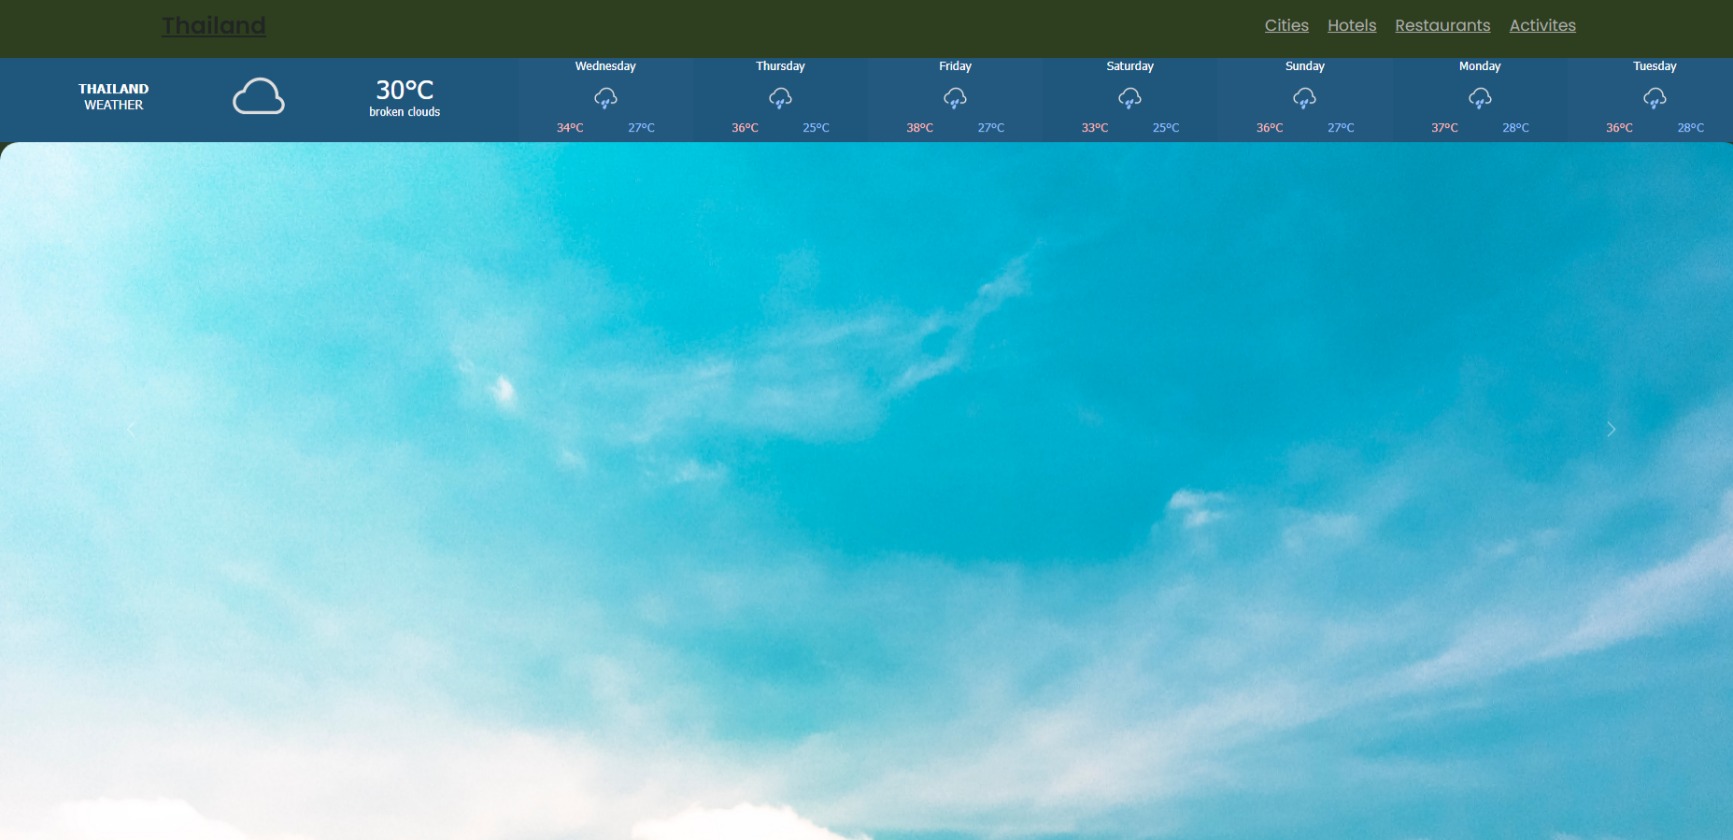 Thailand
Cities Hotels Restaurants Activites
THAILAND
WEATHER
30°C
broken clouds
Wednesday
34°C 27°C
Thursday
36°C 25°C
Friday
38°C 27°C
Saturday
33°C 25°C
Sunday
36°C 27°C
Monday
37°C 28°C
Tuesday
36°C 28°C